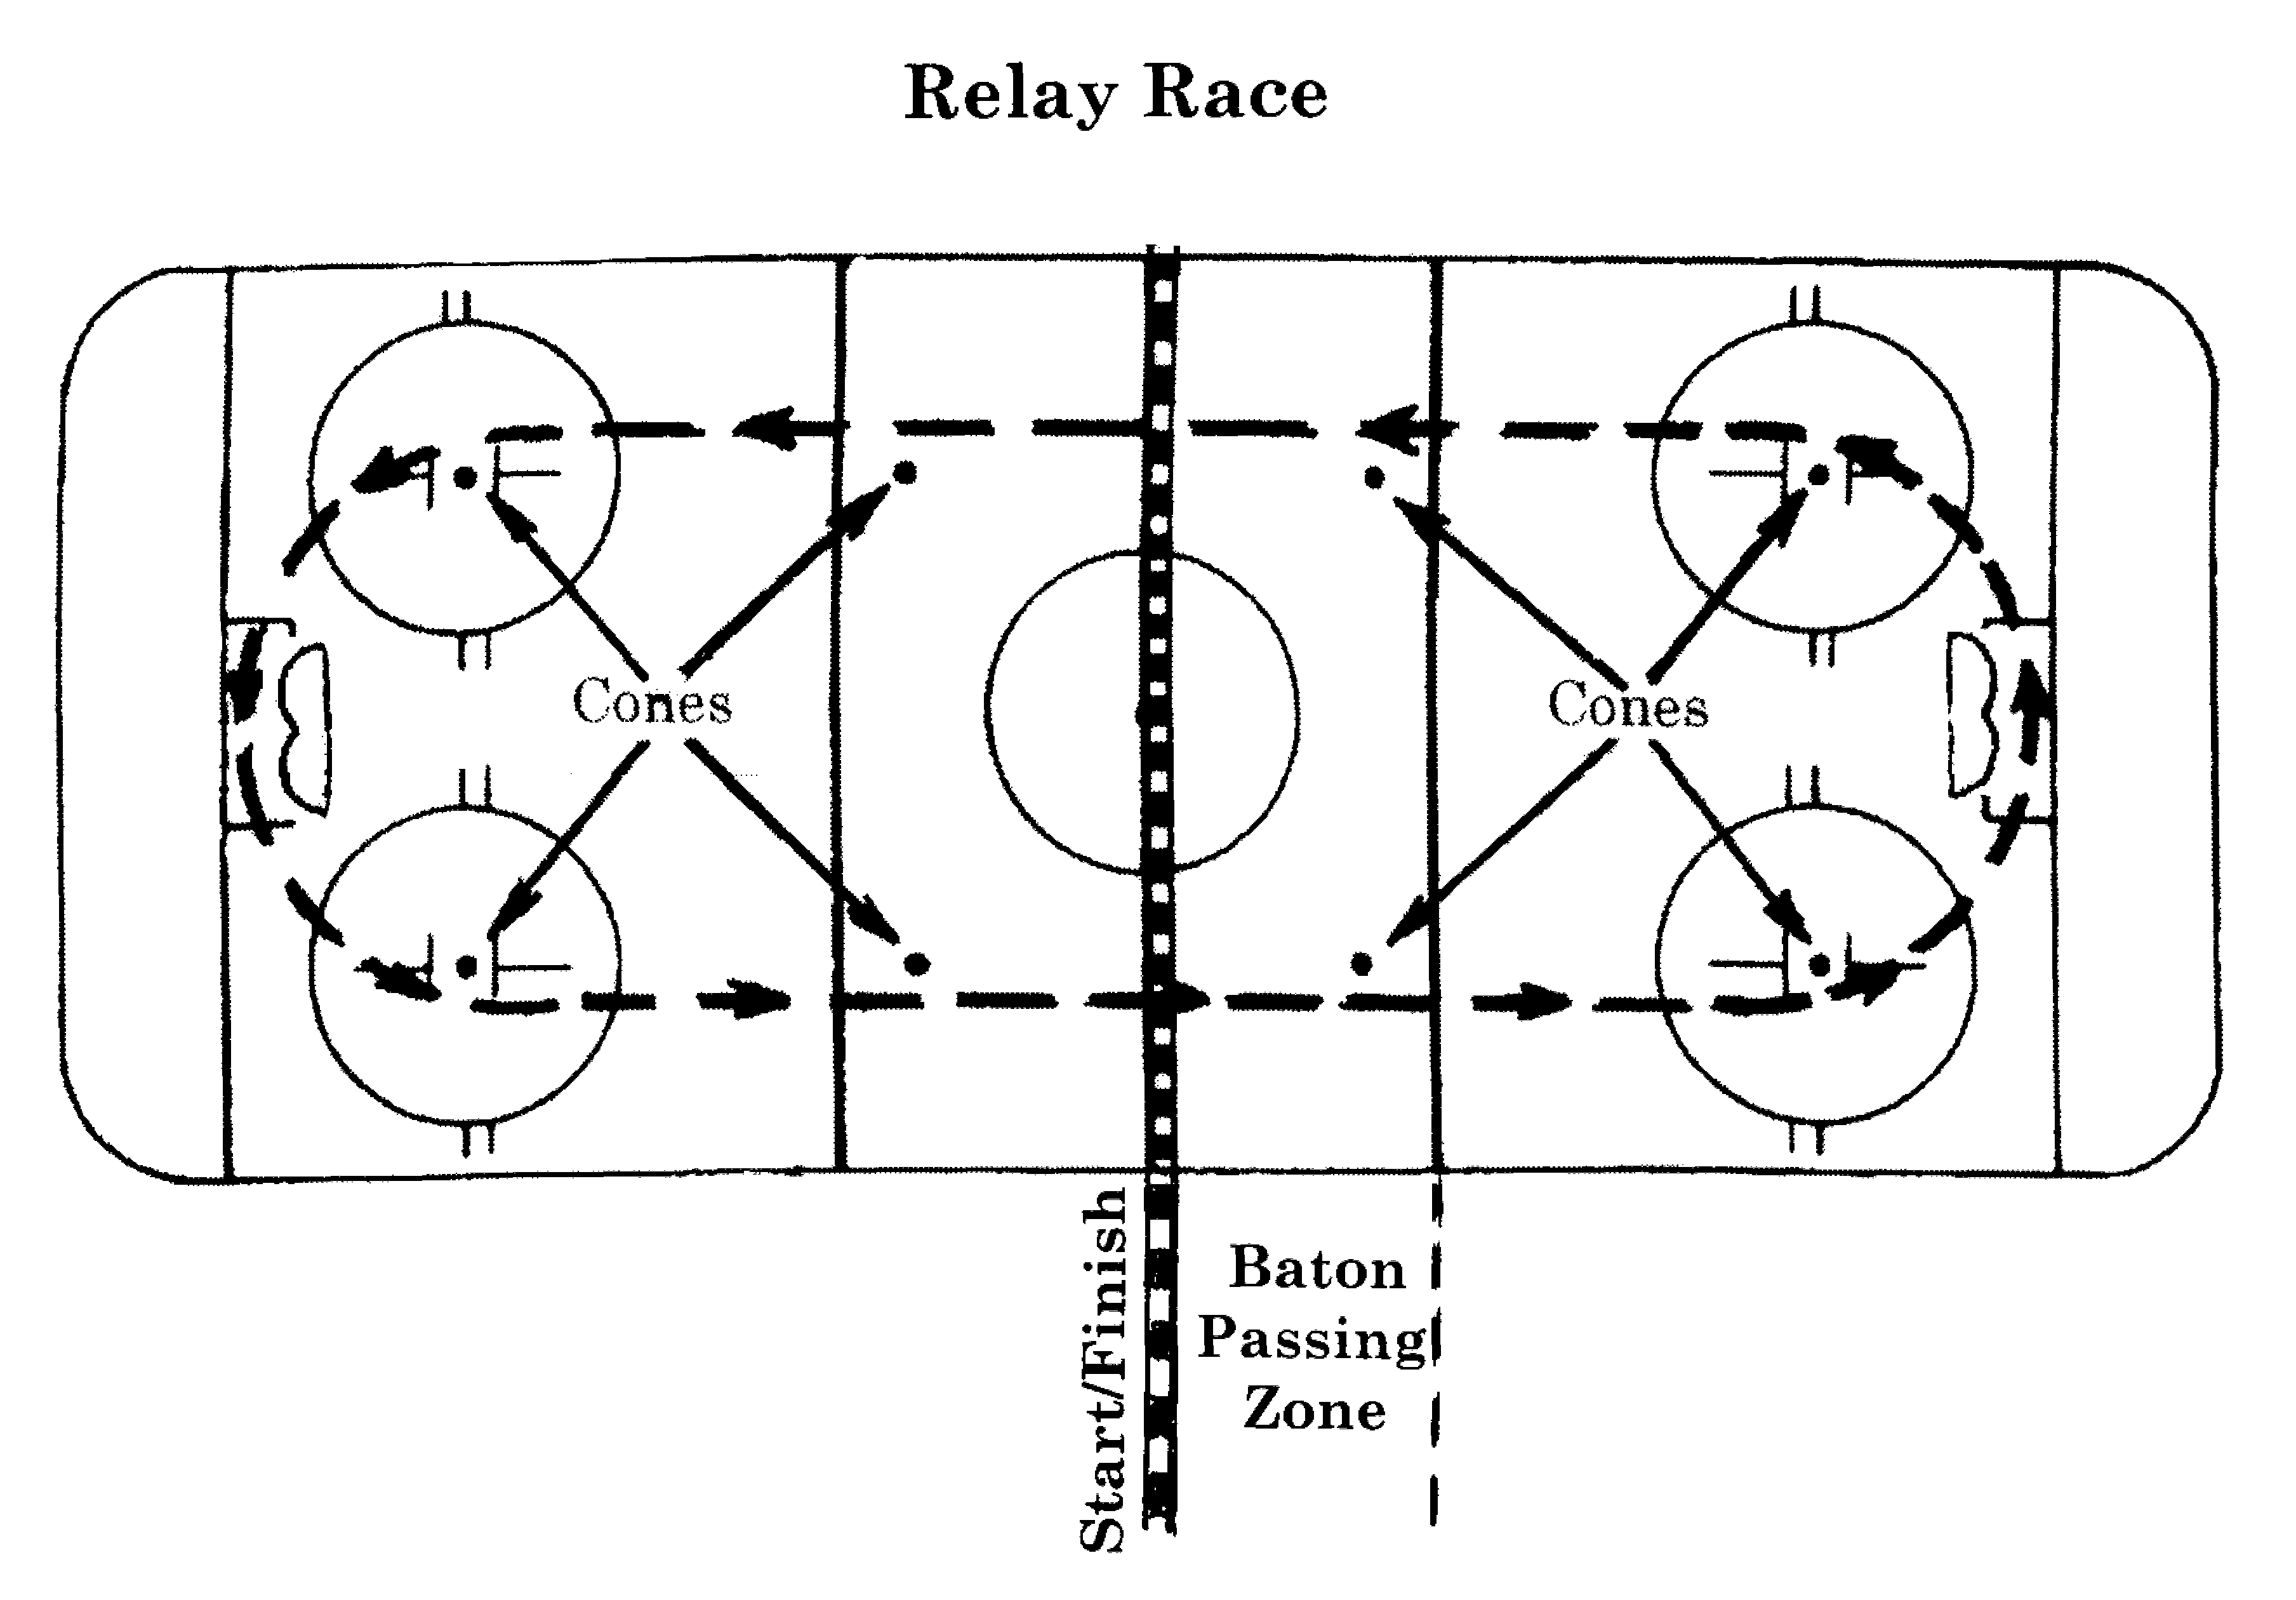 Relay Race
Cones
Cones
Start/Finish
Baton
Passing
Zone